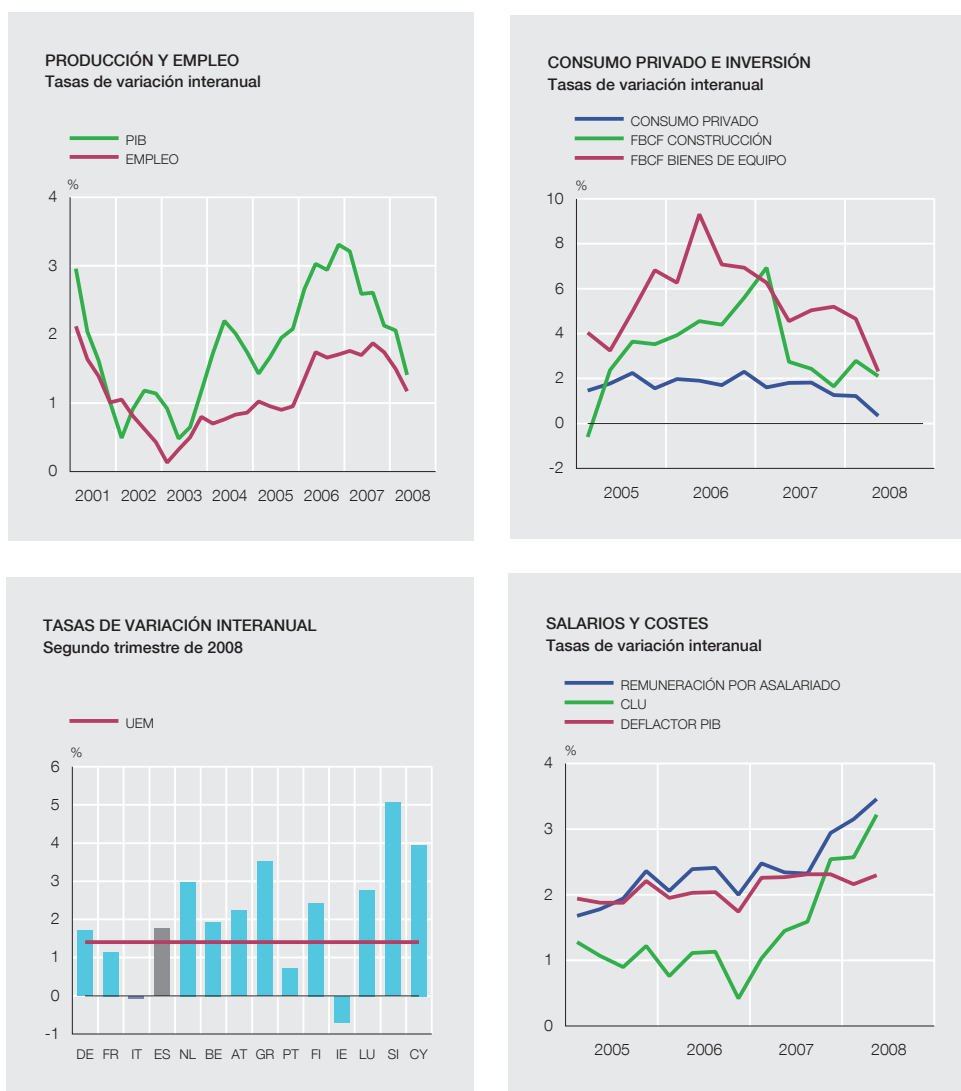 PRODUCCIÓN Y EMPLEO
Tasas de variación interanual
PIB
EMPLEO
%
4
3
2
1
0
2001 2002 2003 2004 2005 2006 2007 2008
CONSUMO PRIVADO E INVERSIÓN
Tasas de variación interanual
CONSUMO PRIVADO
FBCF CONSTRUCCIÓN
FBCF BIENES DE EQUIPO
%
10
8
6
4
2
0
-2
2005 2006 2007 2008
TASAS DE VARIACIÓN INTERANUAL
Segundo trimestre de 2008
UEM
%
6
5
4
3
2
1
0
-1
DE FR IT ES NL BE AT GR PT FI IE LU SI CY
SALARIOS Y COSTES
Tasas de variación interanual
REMUNERACIÓN POR ASALARIADO
CLU
DEFLACTOR PIB
%
4
3
2
1
0
2005 2006 2007 2008